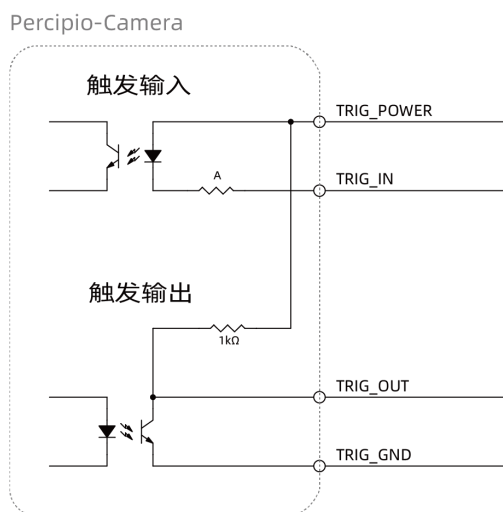 Percipio-Camera
触发输入
TRIG_POWER
A
TRIG_IN
触发输出
1kΩ
TRIG_OUT
TRIG_GND